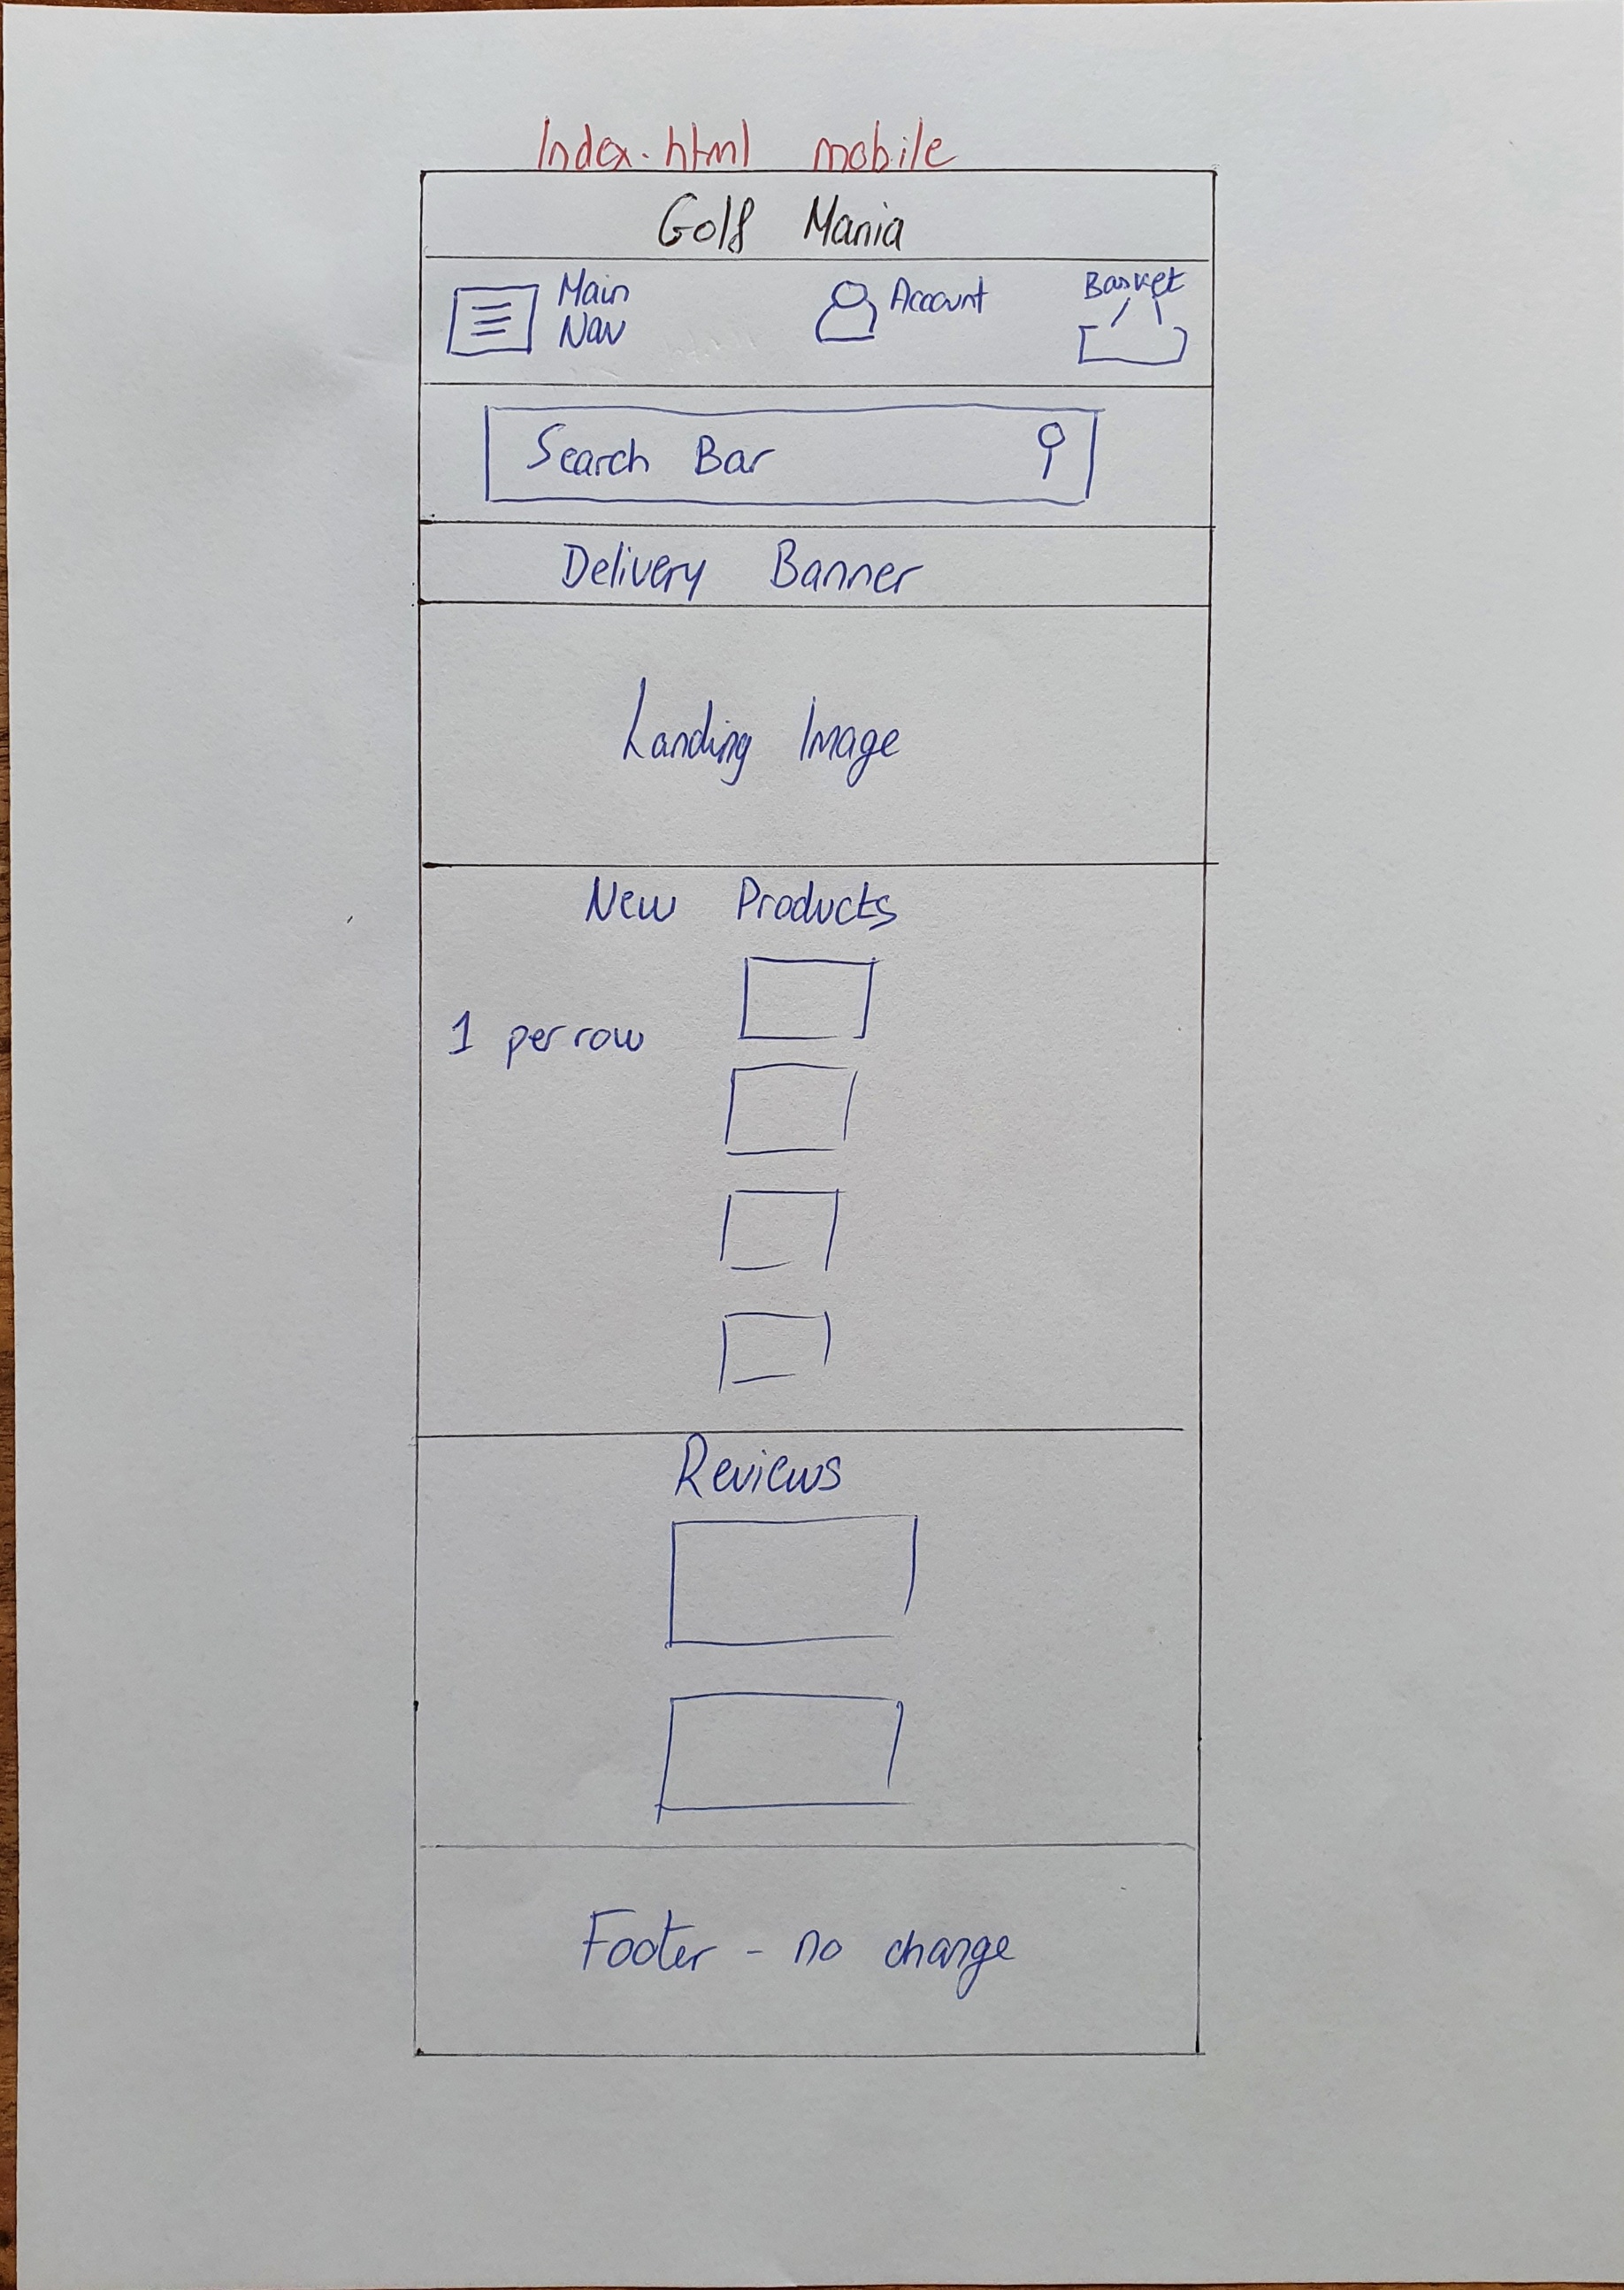 Index.html mobile
Golf Mania
Main
Nav
Account
Basket
Search Bar
Delivery Banner
Landing Image
New Products
1 per row
Reviews
Footer - no change